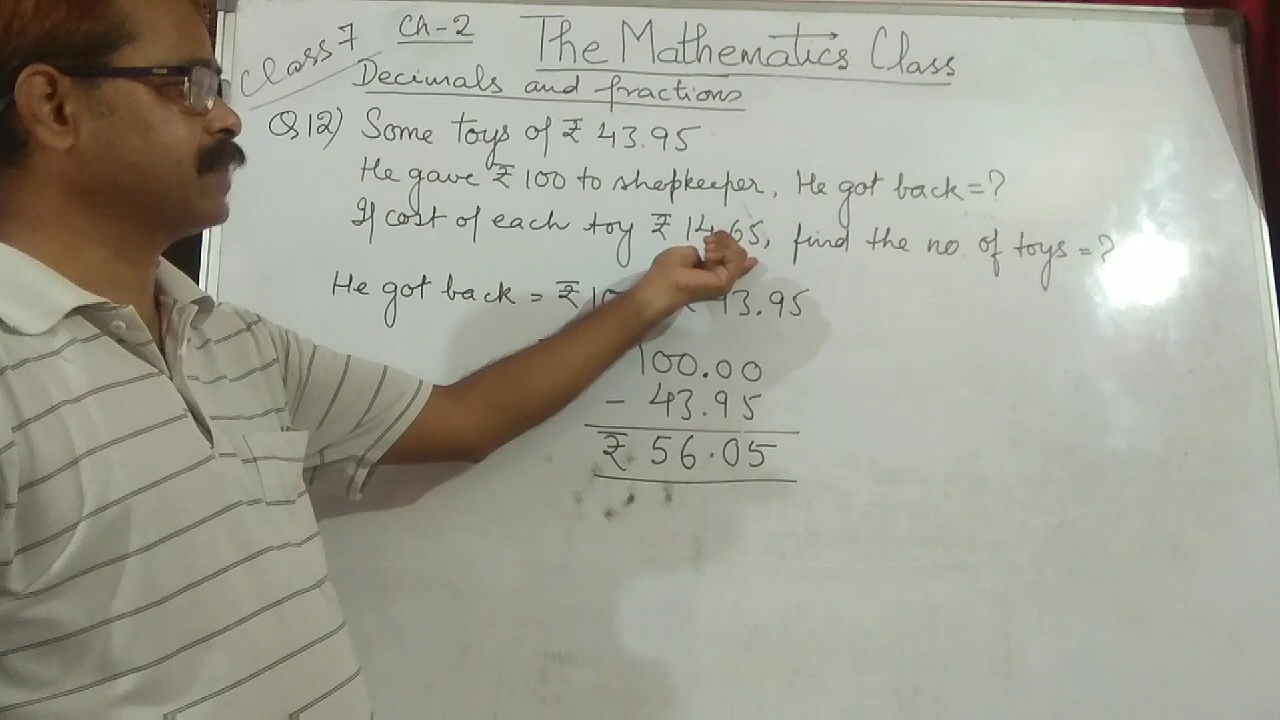 Class 7 Ch-2 The Mathematics Class
Decimals and fractions
Q12) Some toys of ₹ 43.95
He gave ₹ 100 to shopkeeper, He got back = ?
If cost of each toy ₹ 14.65, find the no. of toys = ?
He got back = ₹ 43.95
100.00
- 43.95
₹ 56.05